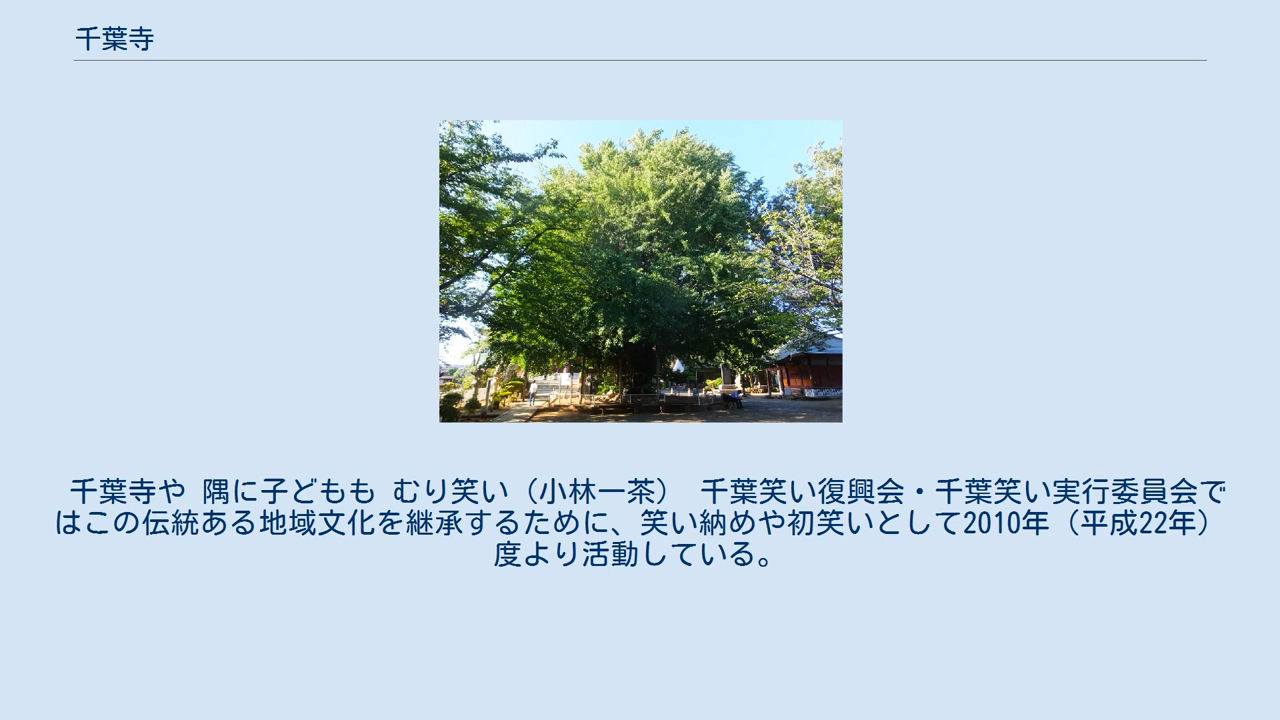 千葉寺
千葉寺や 隅に子どもも むり笑い（小林一茶） 千葉笑い復興会・千葉笑い実行委員会で
はこの伝統ある地域文化を継承するために、笑い納めや初笑いとして2010年（平成22年）
度より活動している。